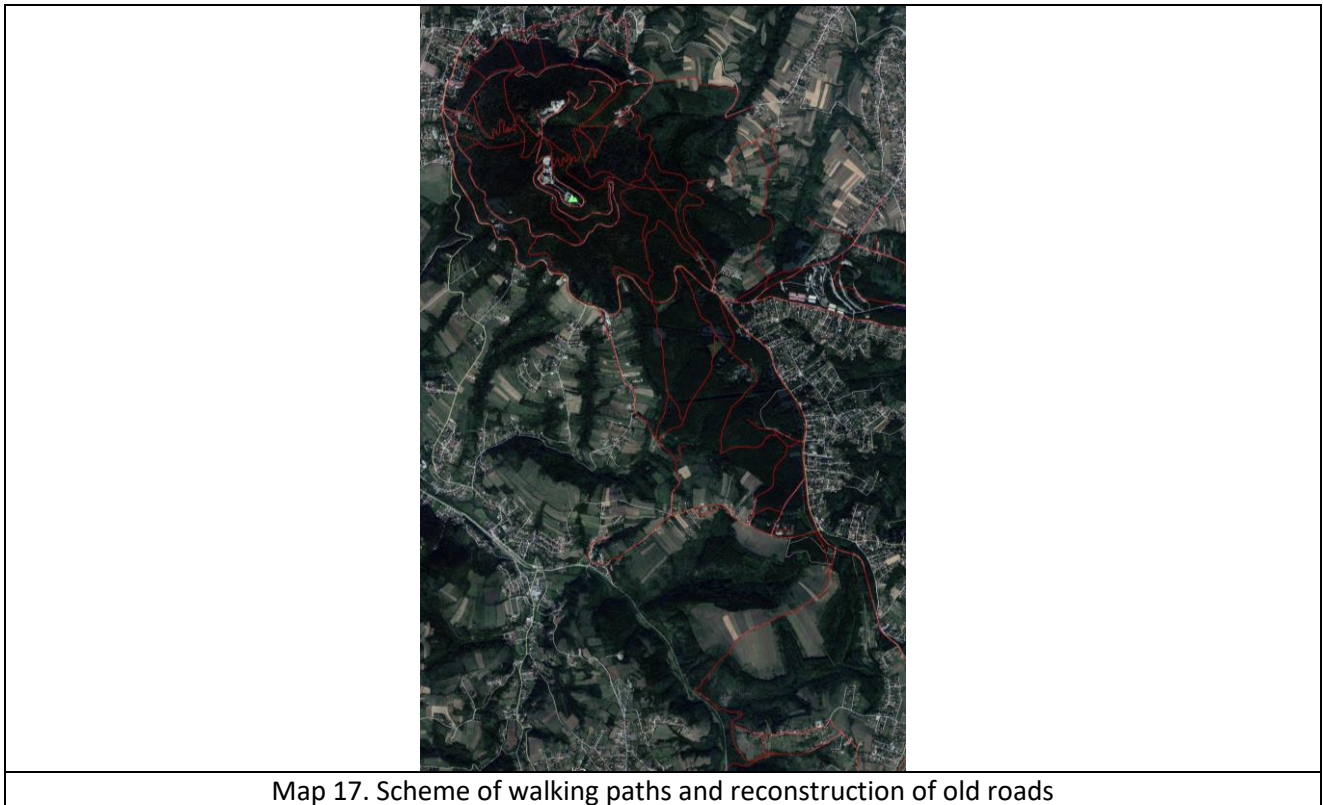 Map 17. Scheme of walking paths and reconstruction of old roads